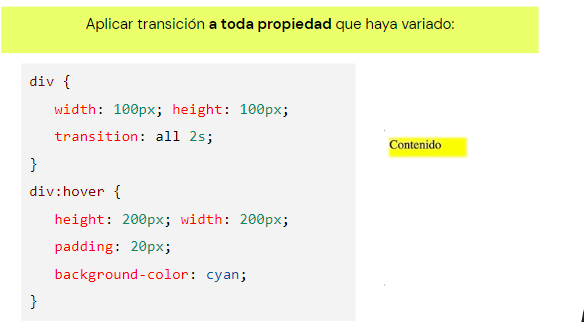 Aplicar transición a toda propiedad que haya variado:
div {
width: 100px; height: 100px;
transition: all 2s;
}
div:hover {
height: 200px; width: 200px;
padding: 20px;
background-color: cyan;
}
Contenido